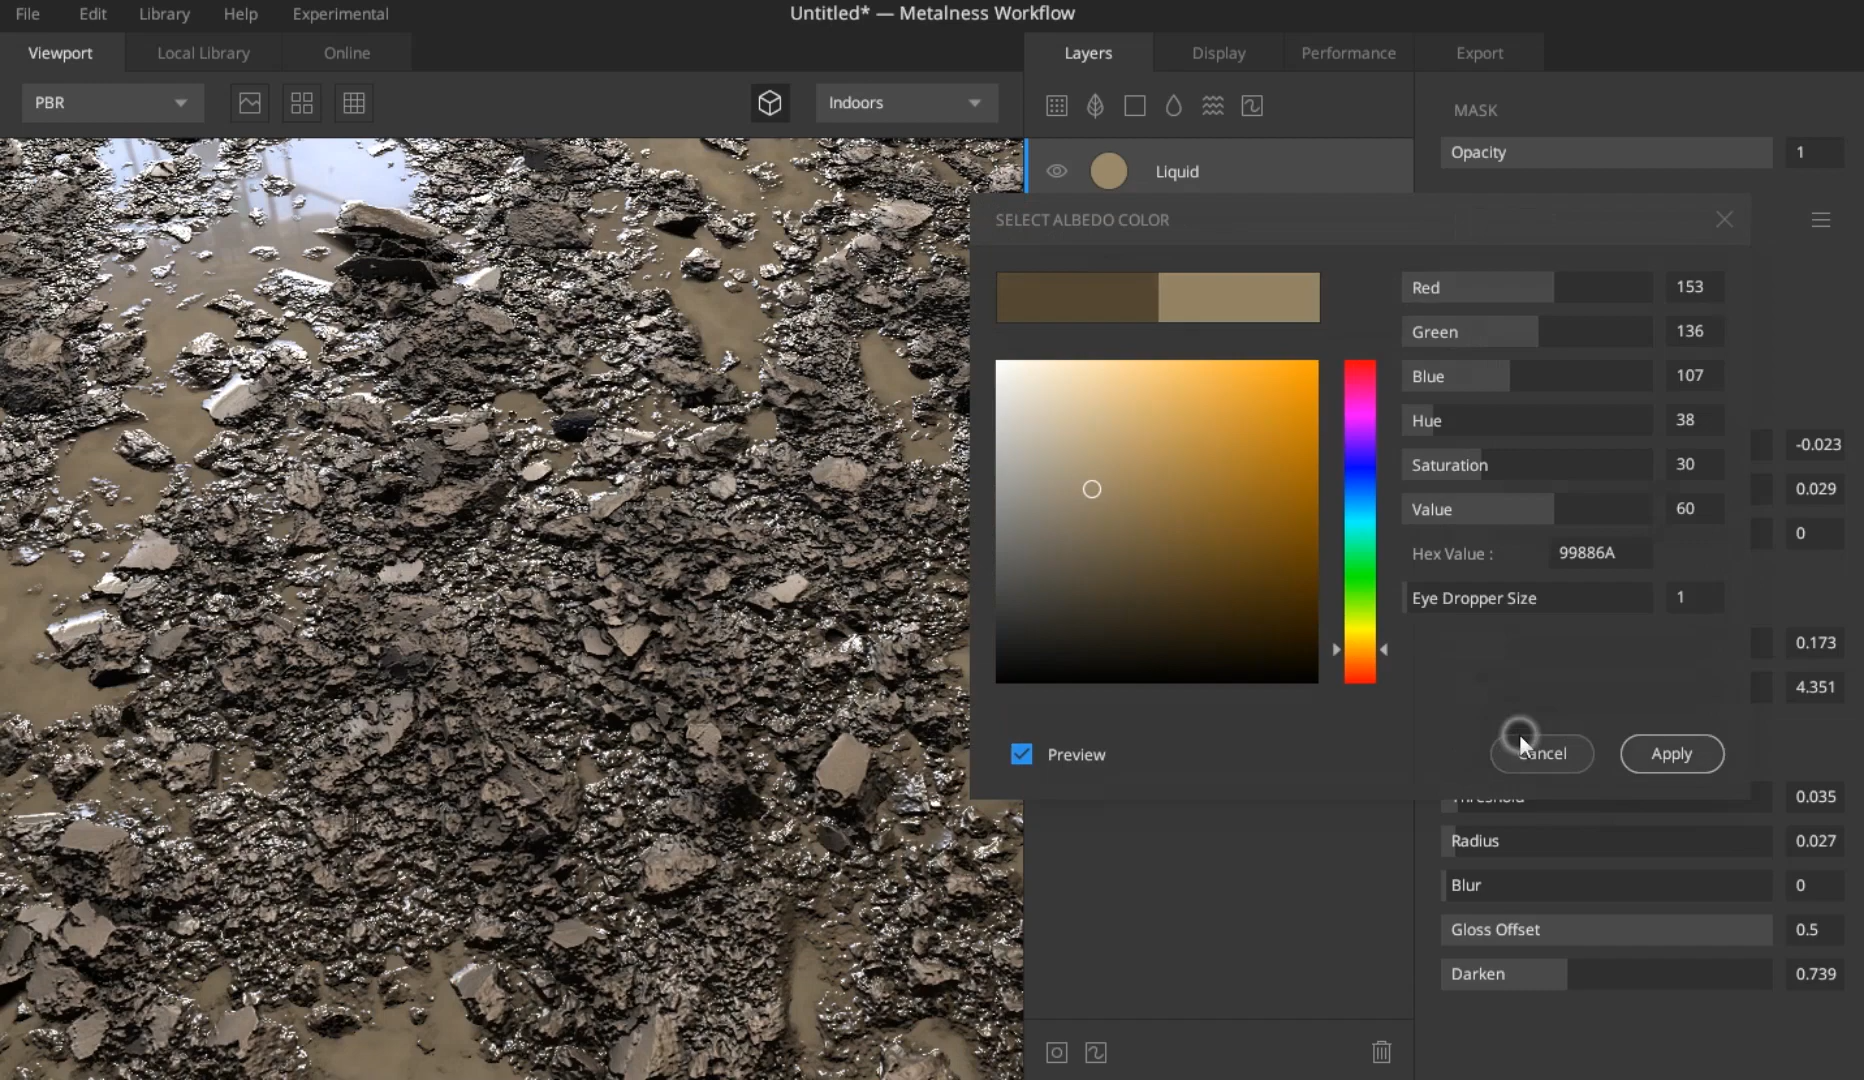 File Edit Library Help Experimental
Untitled* — Metalness Workflow
Viewport Local Library Online
Layers Display Performance Export
PBR
Indoors
MASK
Opacity 1
Liquid
SELECT ALBEDO COLOR
Red 153
Green 136
Blue 107
Hue 38
Saturation 30
Value 60
Hex Value : 99886A
Eye Dropper Size 1
-0.023
0.029
0
0.173
4.351
Preview
Cancel
Apply
Threshold 0.035
Radius 0.027
Blur 0
Gloss Offset 0.5
Darken 0.739